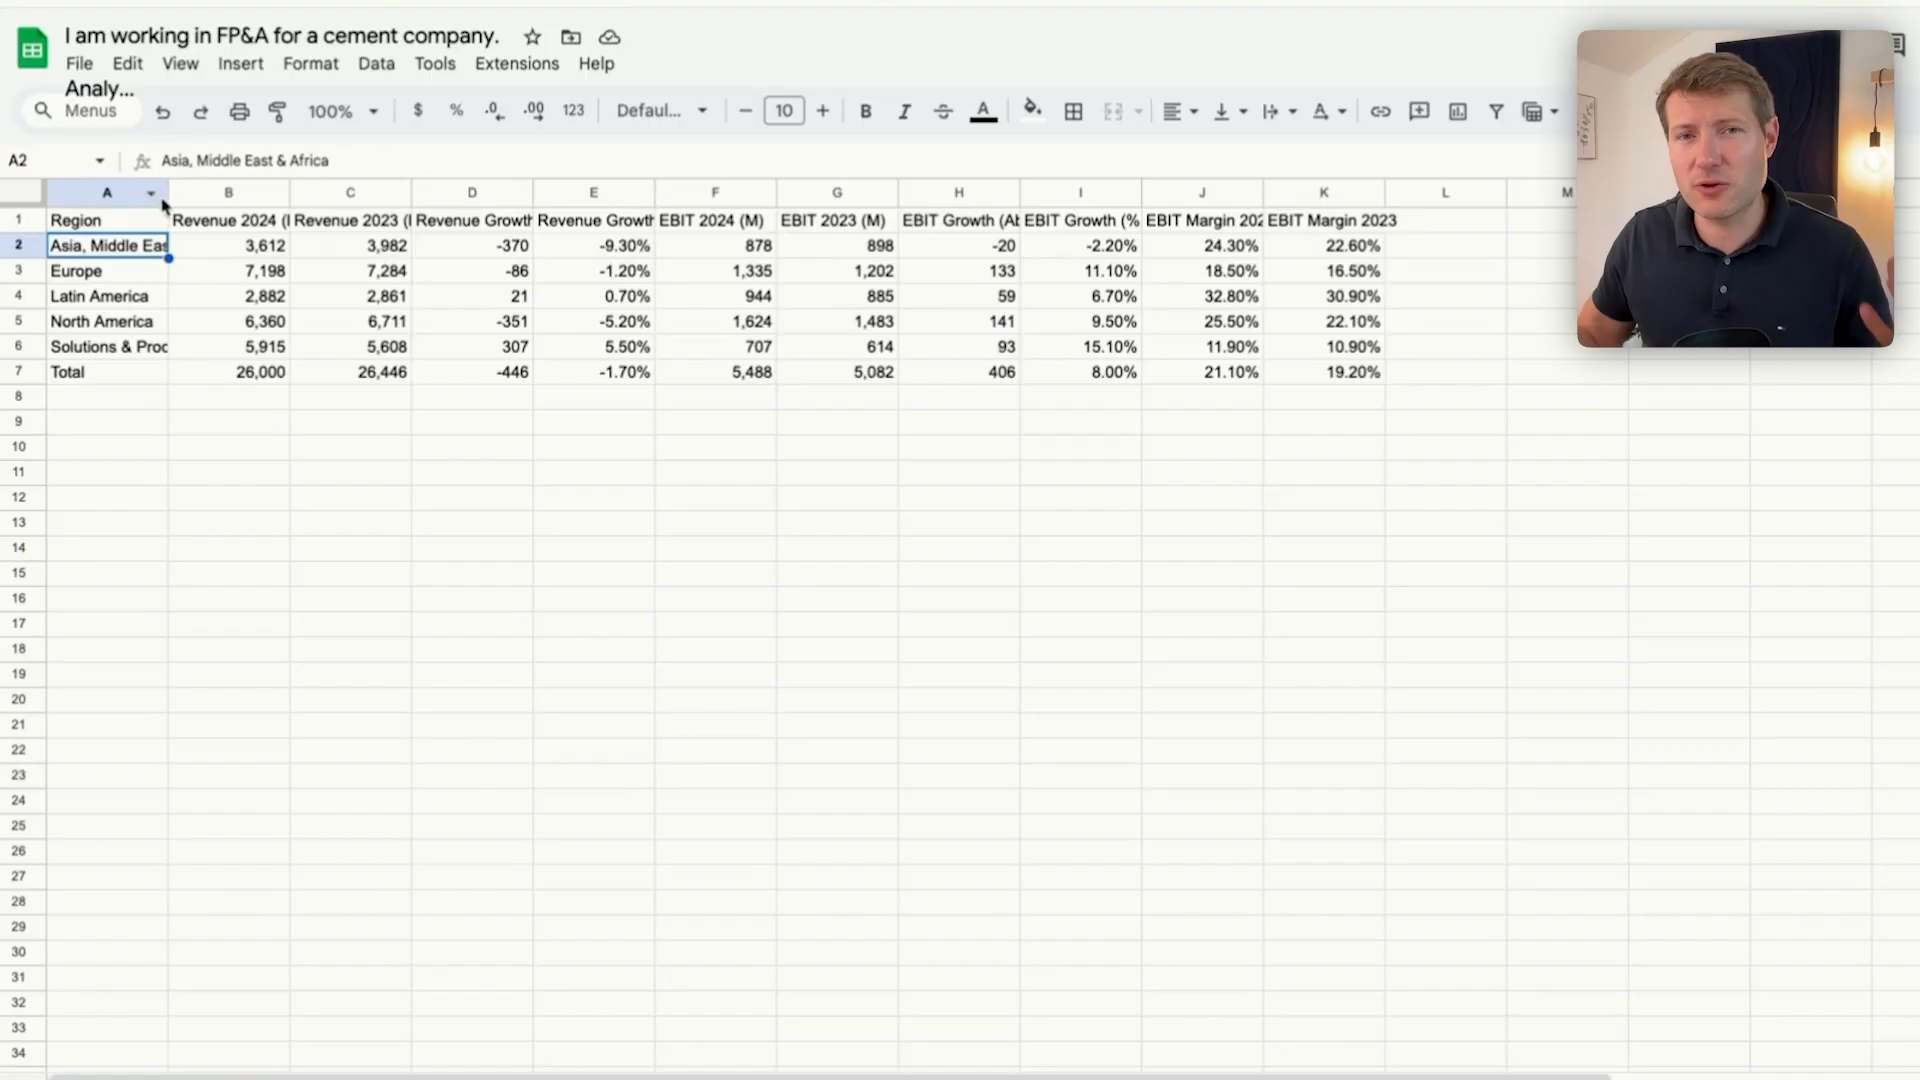 I am working in FP&A for a cement company.
File Edit View Insert Format Data Tools Extensions Help
Analy...
Menus 100% $ % .0 .00 123 Defaul... 10 B I A
A2 fx Asia, Middle East & Africa
A B C D E F G H I J K L M
1 Region Revenue 2024 ( Revenue 2023 ( Revenue Growth Revenue Growth EBIT 2024 (M) EBIT 2023 (M) EBIT Growth (Al EBIT Growth (% EBIT Margin 202 EBIT Margin 2023
2 Asia, Middle Eas 3,612 3,982 -370 -9.30% 878 898 -20 -2.20% 24.30% 22.60%
3 Europe 7,198 7,284 -86 -1.20% 1,335 1,202 133 11.10% 18.50% 16.50%
4 Latin America 2,882 2,861 21 0.70% 944 885 59 6.70% 32.80% 30.90%
5 North America 6,360 6,711 -351 -5.20% 1,624 1,483 141 9.50% 25.50% 22.10%
6 Solutions & Proc 5,915 5,608 307 5.50% 707 614 93 15.10% 11.90% 10.90%
7 Total 26,000 26,446 -446 -1.70% 5,488 5,082 406 8.00% 21.10% 19.20%
8
9
10
11
12
13
14
15
16
17
18
19
20
21
22
23
24
25
26
27
28
29
30
31
32
33
34